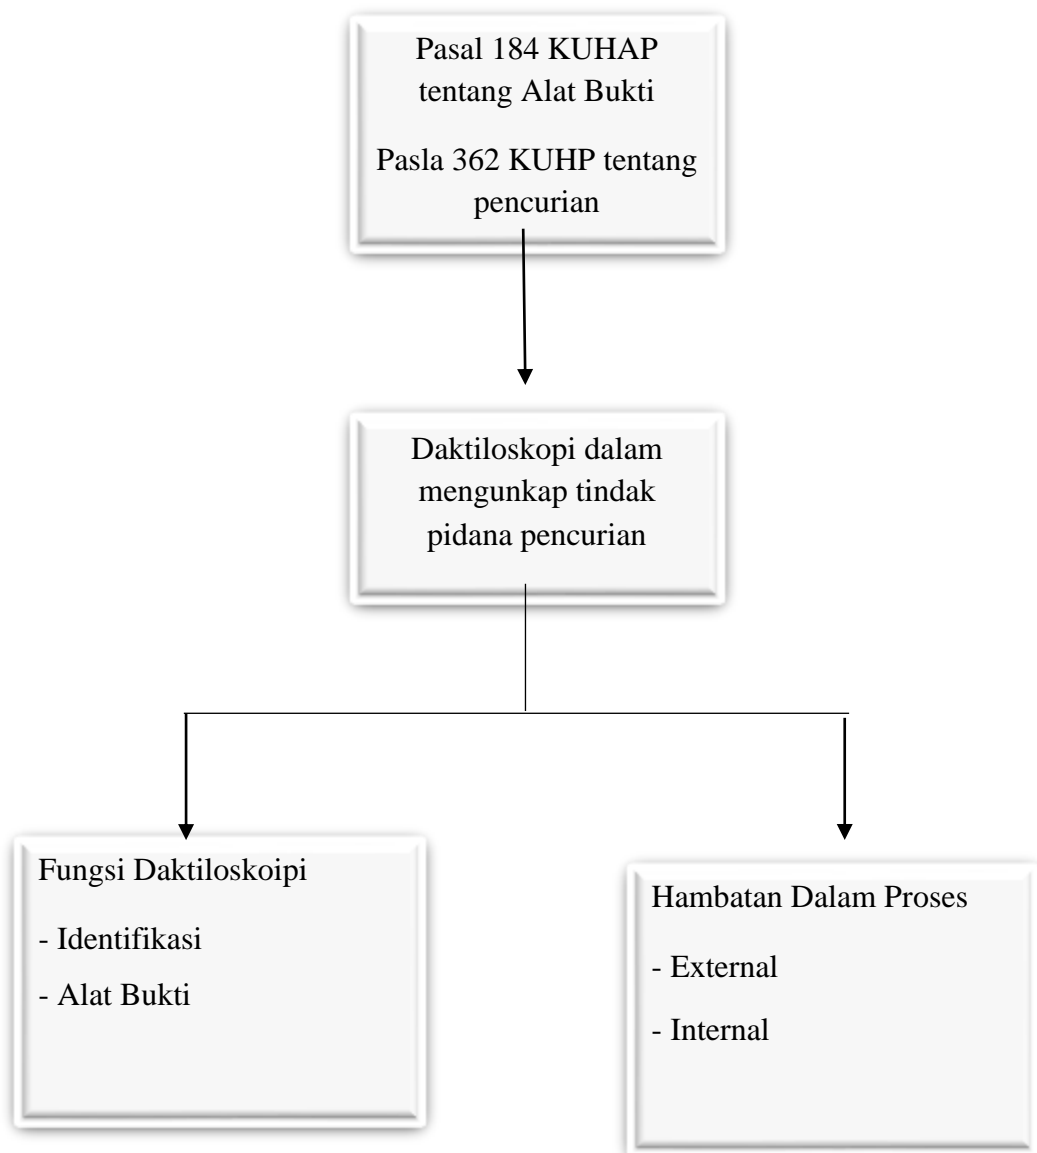 Pasal 184 KUHAP
tentang Alat Bukti
Pasla 362 KUHP tentang
pencurian
Daktiloskopi dalam
mengunkap tindak
pidana pencurian
Fungsi Daktiloskoipi
- Identifikasi
- Alat Bukti
Hambatan Dalam Proses
- External
- Internal